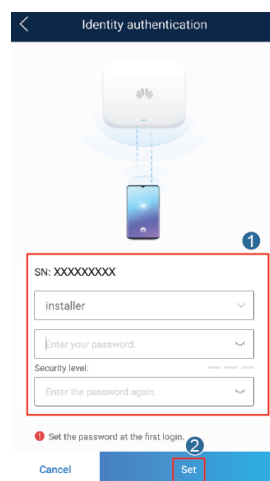 Identity authentication
1
SN: XXXXXXXXX
installer
Enter your password.
Security level:
Enter the password again.
Set the password at the first login.
2
Cancel
Set